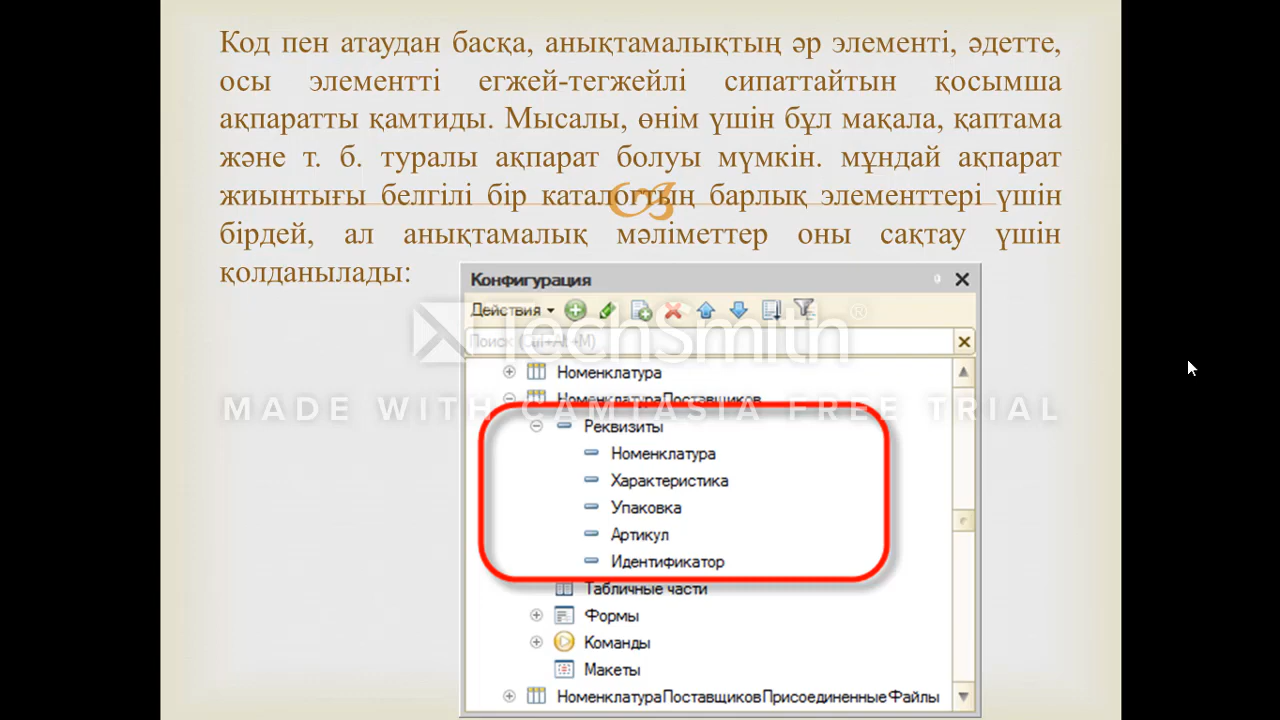 Код пен атаудан басқа, анықтамалықтың әр элементі, әдетте,
осы элементті егжей-тегжейлі сипаттайтын қосымша
ақпаратты қамтиды. Мысалы, өнім үшін бұл мақала, қаптама
және т. б. туралы ақпарат болуы мүмкін. мұндай ақпарат
жиынтығы белгілі бір каталогтың барлық элементтері үшін
бірдей, ал анықтамалық мәліметтер оны сақтау үшін
қолданылады:
Конфигурация
Действия
Поиск (Ctrl+Alt+M)
TechSmith
®
Номенклатура
НоменклатураПоставщиков
MADE WITH CAMTASIA FREE TRIAL
Реквизиты
Номенклатура
Характеристика
Упаковка
Артикул
Идентификатор
Табличные части
Формы
Команды
Макеты
НоменклатураПоставщиковПрисоединенныеФайлы